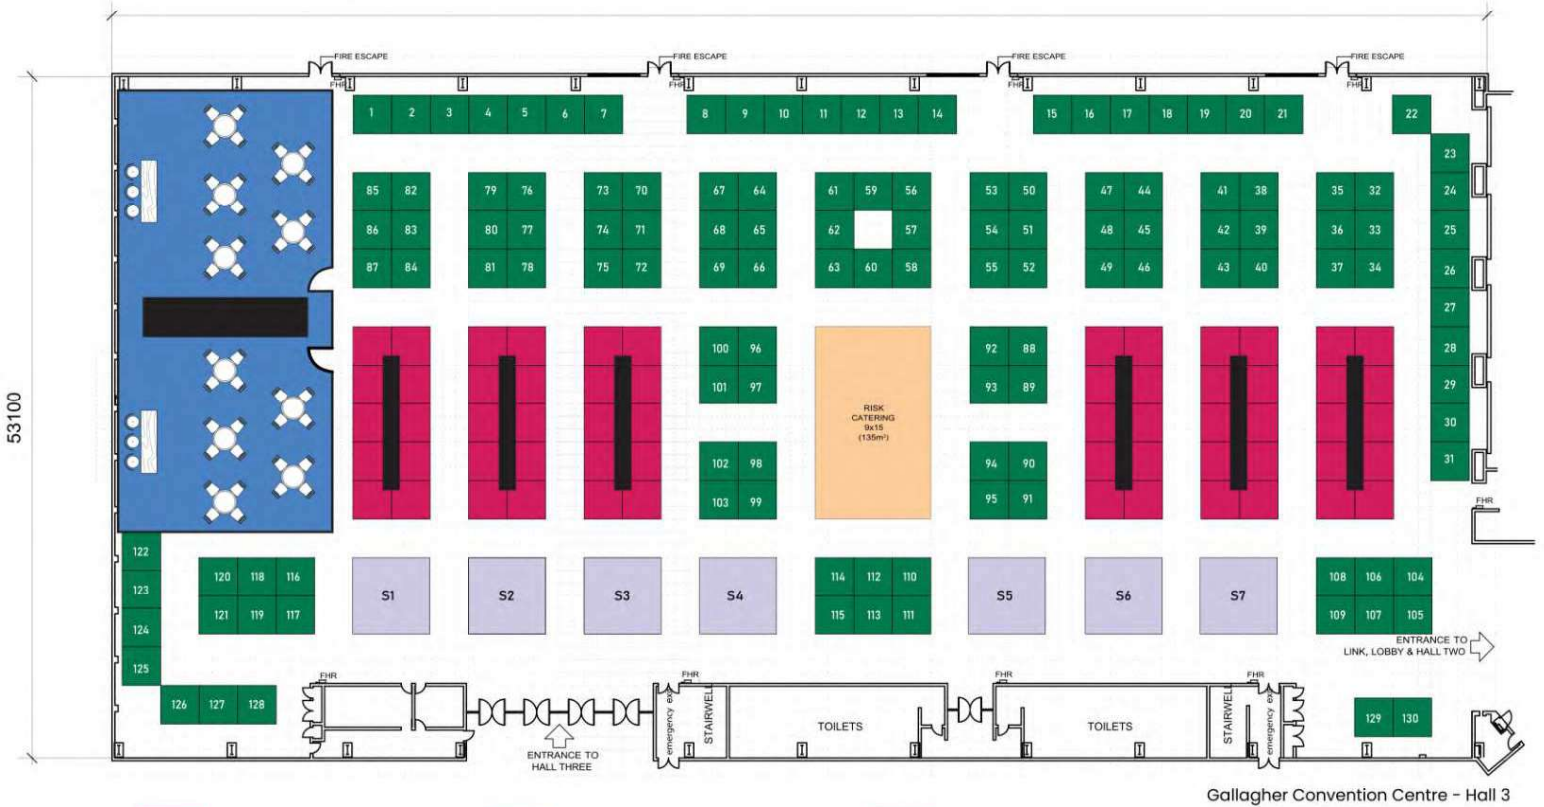 FIRE ESCAPE FIRE ESCAPE FIRE ESCAPE FIRE ESCAPE
FHR FHR FHR FHR
1 2 3 4 5 6 7 8 9 10 11 12 13 14 15 16 17 18 19 20 21 22
23
85 82 79 76 73 70 67 64 61 59 56 53 50 47 44 41 38 35 32 24
86 83 80 77 74 71 68 65 62 57 54 51 48 45 42 39 36 33 25
87 84 81 78 75 72 69 66 63 60 58 55 52 49 46 43 40 37 34 26
27
100 96 92 88 28
101 97 93 89 29
RISK
CATERING
9x15
(135m²)
53100
30
102 98 94 90 31
103 99 95 91
FHR
122
120 118 116 114 112 110 108 106 104
123 S1 S2 S3 S4 S5 S6 S7
121 119 117 115 113 111 109 107 105
124
ENTRANCE TO
LINK, LOBBY & HALL TWO
125
FHR FHR FHR FHR
126 127 128
emergency ex STAIRWELL TOILETS TOILETS STAIRWELL emergency ex
129 130
ENTRANCE TO
HALL THREE
Gallagher Convention Centre - Hall 3